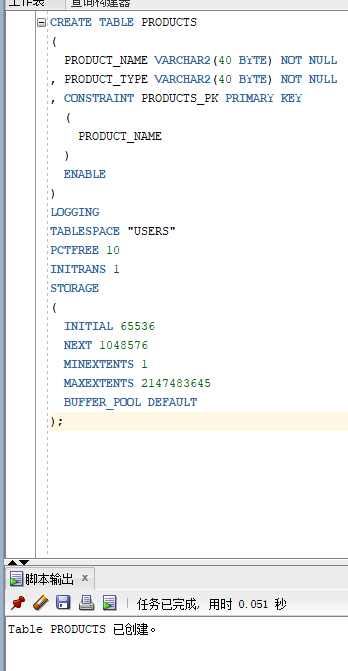 工作表
查询构建器
CREATE TABLE PRODUCTS
(
PRODUCT_NAME VARCHAR2(40 BYTE) NOT NULL
, PRODUCT_TYPE VARCHAR2(40 BYTE) NOT NULL
, CONSTRAINT PRODUCTS_PK PRIMARY KEY
(
PRODUCT_NAME
)
ENABLE
)
LOGGING
TABLESPACE "USERS"
PCTFREE 10
INITRANS 1
STORAGE
(
INITIAL 65536
NEXT 1048576
MINEXTENTS 1
MAXEXTENTS 2147483645
BUFFER_POOL DEFAULT
);
脚本输出 x
任务已完成, 用时 0.051 秒
Table PRODUCTS 已创建。